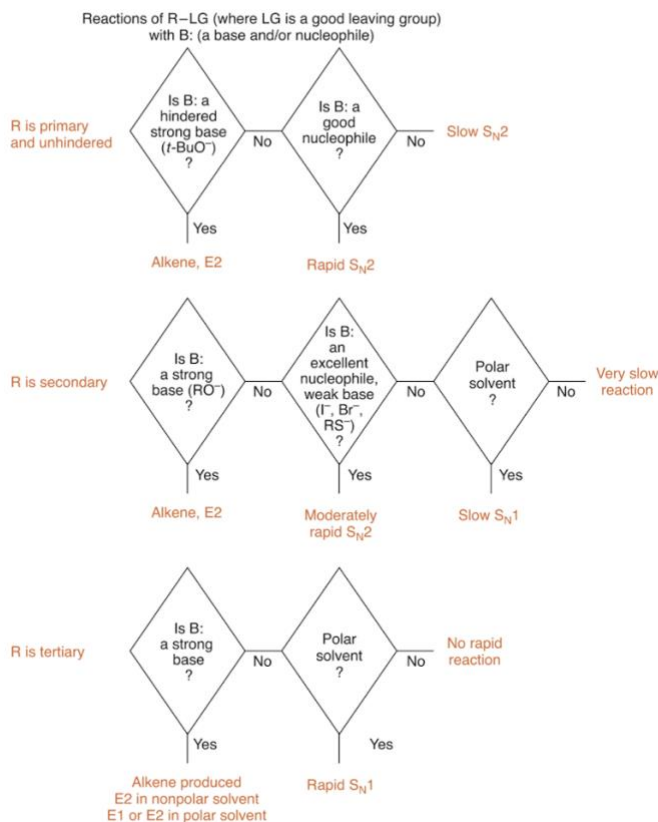 Reactions of R–LG (where LG is a good leaving group)
with B: (a base and/or nucleophile)
R is primary
and unhindered
Is B: a
hindered
strong base
(t-BuO⁻)
?
No
Is B: a
good
nucleophile
?
No
Slow SN2
Yes
Yes
Alkene, E2
Rapid SN2
R is secondary
Is B:
a strong
base (RO⁻)
?
No
Is B:
an
excellent
nucleophile,
weak base
(I⁻, Br⁻,
RS⁻)
?
No
Polar
solvent
?
No
Very slow
reaction
Yes
Yes
Yes
Alkene, E2
Moderately
rapid SN2
Slow SN1
R is tertiary
Is B:
a strong
base
?
No
Polar
solvent
?
No
No rapid
reaction
Yes
Yes
Alkene produced
E2 in nonpolar solvent
E1 or E2 in polar solvent
Rapid SN1